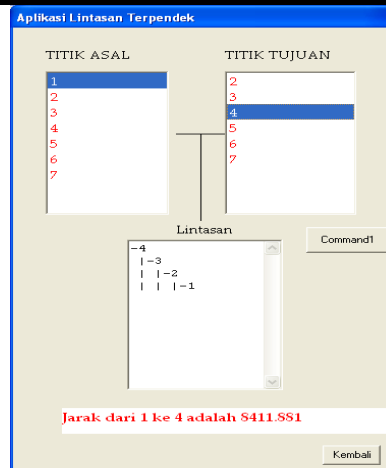 Aplikasi Lintasan Terpendek
TITIK ASAL
TITIK TUJUAN
1
2
3
4
5
6
7
2
3
4
5
6
7
Lintasan
-4
|-3
| |-2
| | |-1
Command1
Jarak dari 1 ke 4 adalah 8411.881
Kembali